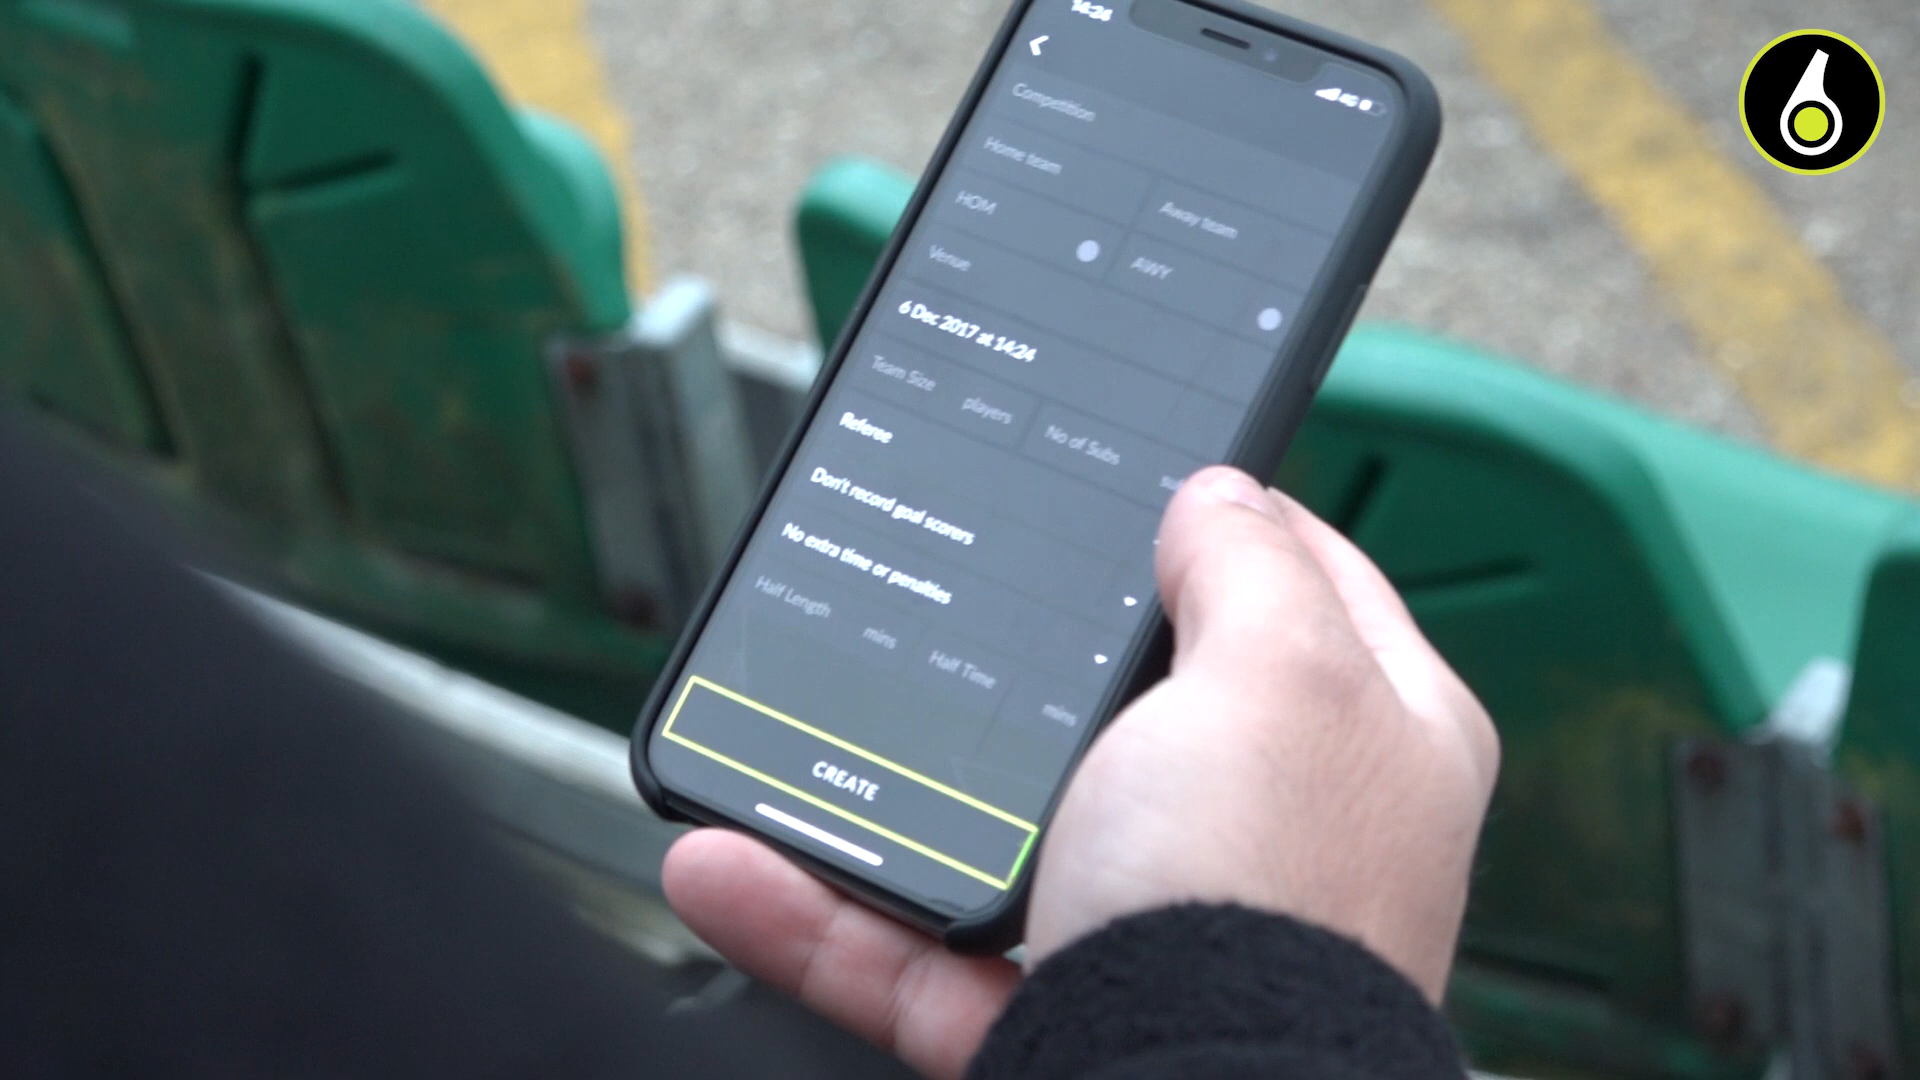 14:24
4G
Competition
Home team
Away team
HOM
AWY
Venue
6 Dec 2017 at 14:24
Team Size players
No of Subs
Referee
Don't record goal scorers
No extra time or penalties
Half Length mins
Half Time mins
CREATE